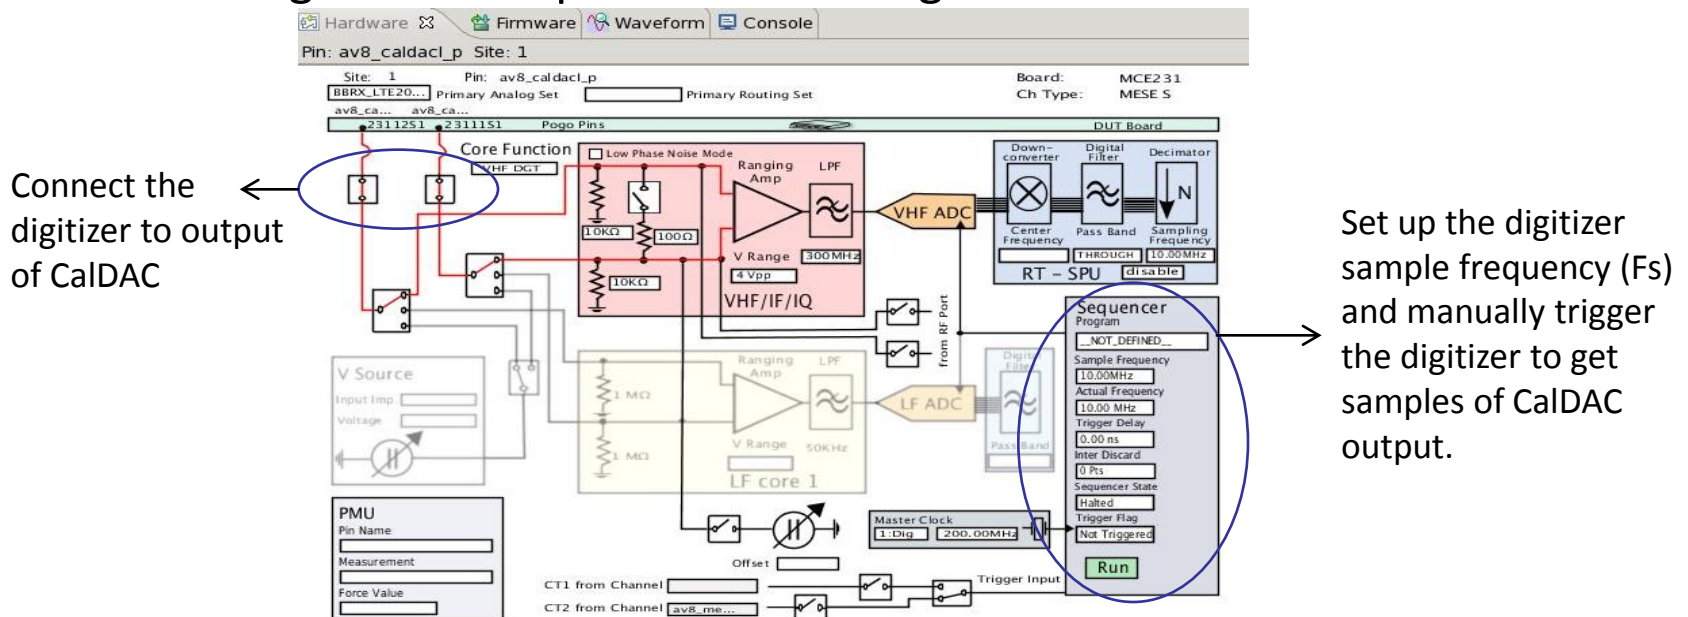 Hardware Firmware Waveform Console
Pin: av8_caldacl_p Site: 1
Site: 1 Pin: av8_caldacl_p Board: MCE231
BBRX_LTE20... Primary Analog Set Primary Routing Set Ch Type: MESE S
av8_ca... av8_ca...
23112S1 23111S1 Pogo Pins DUT Board
Core Function
VHF DGT
Low Phase Noise Mode
Ranging
Amp
LPF
10KΩ
100Ω
10KΩ
V Range 300MHz
4 Vpp
VHF/IF/IQ
VHF ADC
Down-
converter
Digital
Filter
Decimator
N
Center
Frequency
Pass Band
Sampling
Frequency
THROUGH 10.00MHz
RT - SPU disable
from RF Port
Connect the
digitizer to output
of CalDAC
V Source
Input Imp.
Voltage
Ranging
Amp
LPF
1 MΩ
1 MΩ
V Range 50KHz
LF core 1
LF ADC
Digital
Filter
Pass Band
Sequencer
Program
__NOT_DEFINED__
Sample Frequency
10.00MHz
Actual Frequency
10.00 MHz
Trigger Delay
0.00 ns
Inter Discard
0 Pts
Sequencer State
Halted
Trigger Flag
Not Triggered
Run
Set up the digitizer
sample frequency (Fs)
and manually trigger
the digitizer to get
samples of CalDAC
output.
PMU
Pin Name
Measurement
Force Value
Master Clock
1:Dig 200.00MHz
Offset
CT1 from Channel
CT2 from Channel av8_me...
Trigger Input